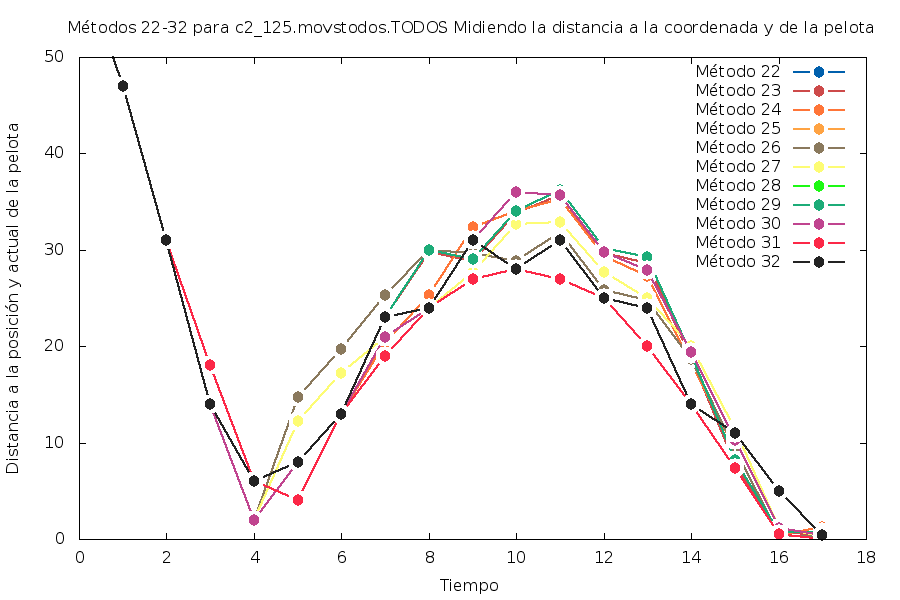 Métodos 22-32 para c2_125.movstodos.TODOS Midiendo la distancia a la coordenada y de la pelota
Distancia a la posición y actual de la pelota
50
40
30
20
10
0
Método 22
Método 23
Método 24
Método 25
Método 26
Método 27
Método 28
Método 29
Método 30
Método 31
Método 32
0 2 4 6 8 10 12 14 16 18
Tiempo